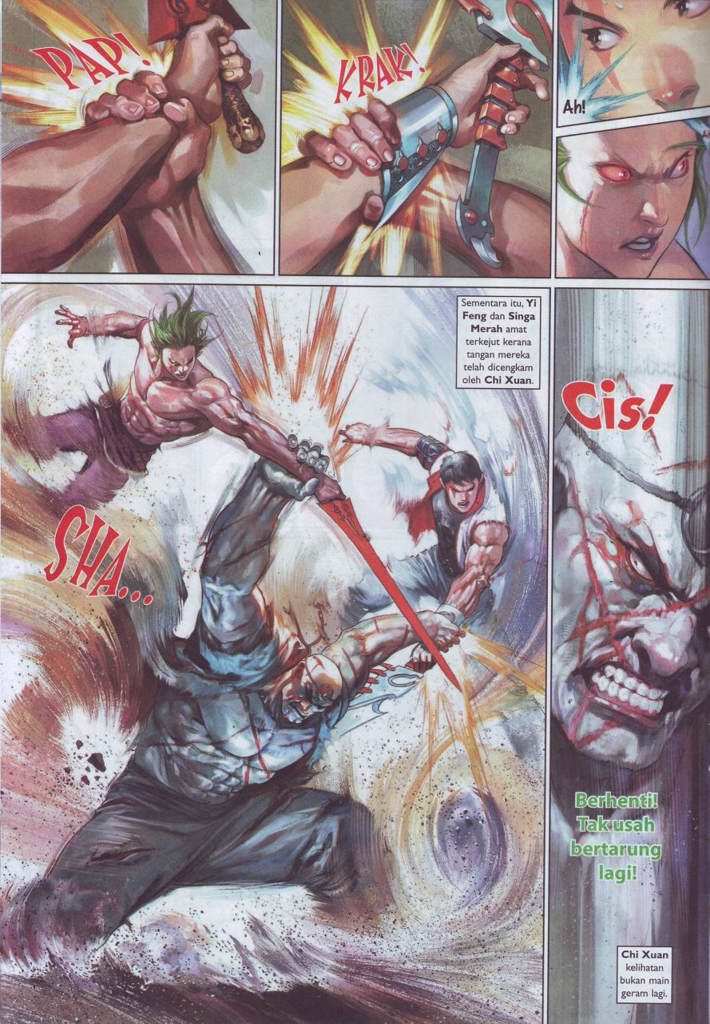 PAP!
KRAK!
Ah!
Sementara itu, Yi
Feng dan Singa
Merah amat
terkejut kerana
tangan mereka
telah dicengkam
oleh Chi Xuan.
SHA...
Cis!
Berhenti!
Tak usah
bertarung
lagi!
Chi Xuan
kelihatan
bukan main
geram lagi.